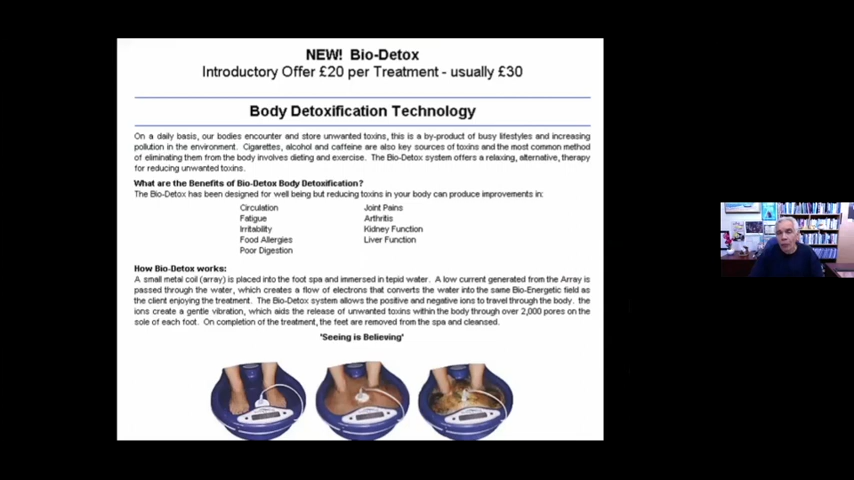 NEW! Bio-Detox
Introductory Offer £20 per Treatment - usually £30
Body Detoxification Technology
On a daily basis, our bodies encounter and store unwanted toxins, this is a by-product of busy lifestyles and increasing
pollution in the environment. Cigarettes, alcohol and caffeine are also key sources of toxins and the most common method
of eliminating them from the body involves dieting and exercise. The Bio-Detox system offers a relaxing, alternative, therapy
for reducing unwanted toxins.
What are the Benefits of Bio-Detox Body Detoxification?
The Bio-Detox has been designed for well being but reducing toxins in your body can produce improvements in:
Circulation
Fatigue
Irritability
Food Allergies
Poor Digestion
Joint Pains
Arthritis
Kidney Function
Liver Function
How Bio-Detox works:
A small metal coil (array) is placed into the foot spa and immersed in tepid water. A low current generated from the Array is
passed through the water, which creates a flow of electrons that converts the water into the same Bio-Energetic field as
the client enjoying the treatment. The Bio-Detox system allows the positive and negative ions to travel through the body. the
ions create a gentle vibration, which aids the release of unwanted toxins within the body through over 2,000 pores on the
sole of each foot. On completion of the treatment, the feet are removed from the spa and cleansed.
'Seeing is Believing'